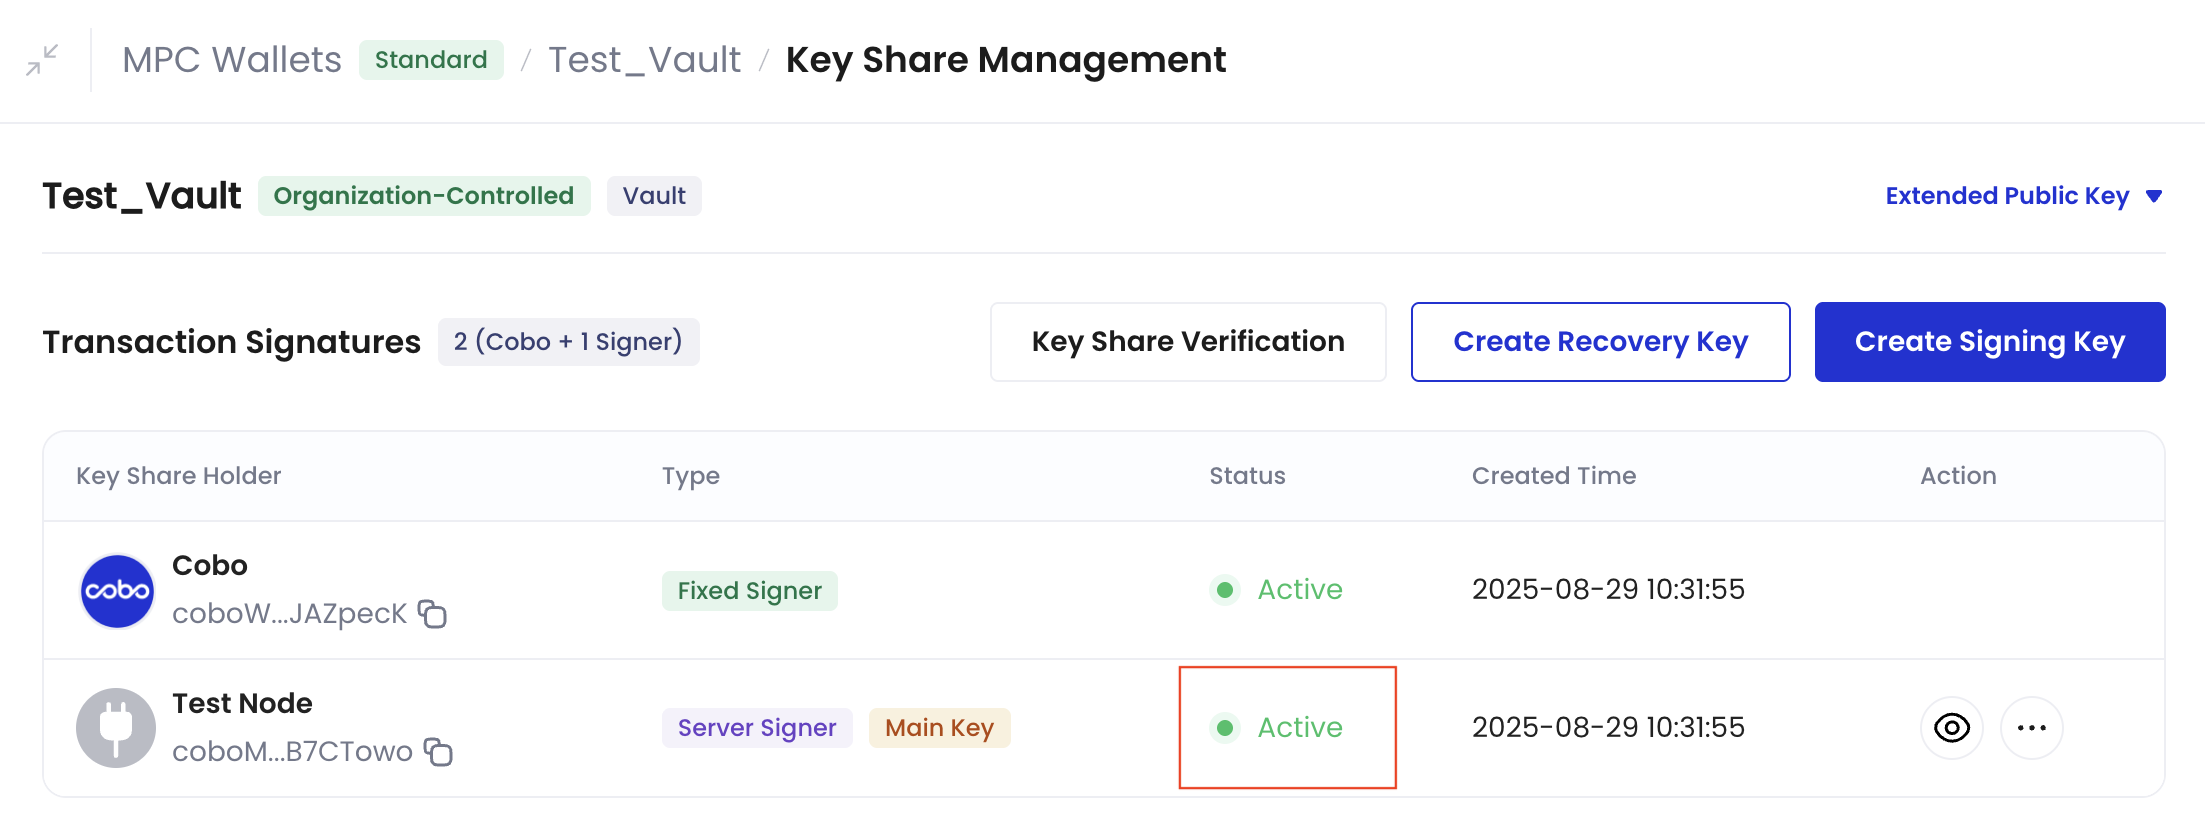 MPC Wallets Standard / Test_Vault / Key Share Management
Test_Vault Organization-Controlled Vault Extended Public Key
Transaction Signatures 2 (Cobo + 1 Signer) Key Share Verification Create Recovery Key Create Signing Key
Key Share Holder Type Status Created Time Action
cobo
Cobo
coboW...JAZpecK
Fixed Signer Active 2025-08-29 10:31:55
Test Node
coboM...B7CTowo
Server Signer Main Key Active 2025-08-29 10:31:55